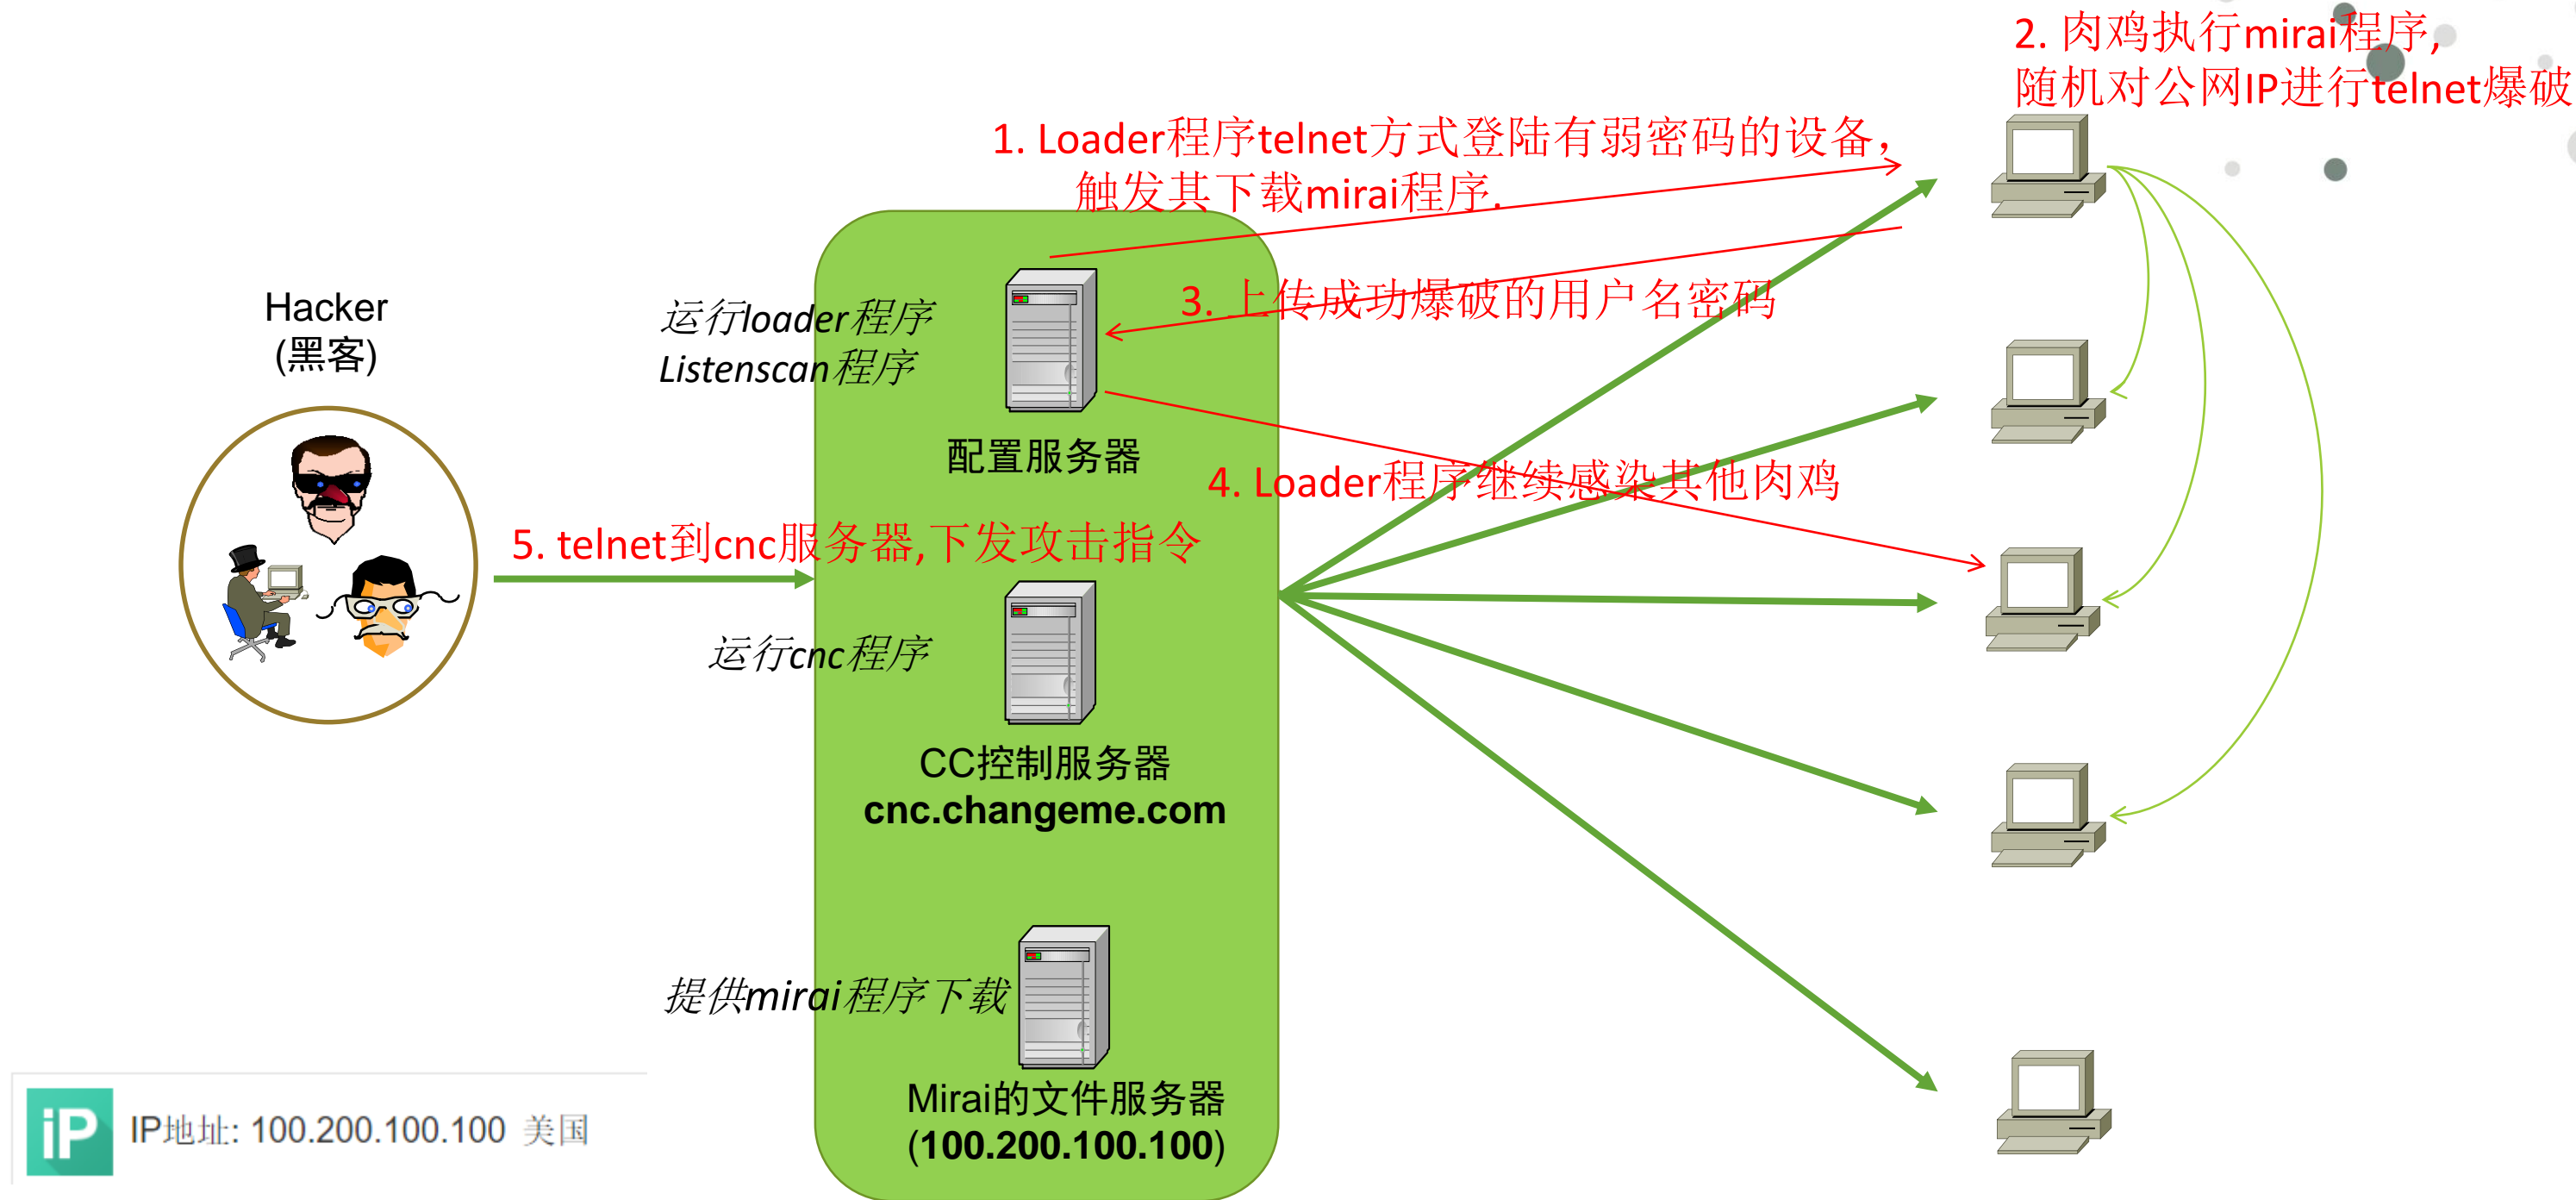 2. 肉鸡执行mirai程序,
随机对公网IP进行telnet爆破
1. Loader程序telnet方式登陆有弱密码的设备，
触发其下载mirai程序.
Hacker
(黑客)
运行loader程序
Listenscan程序
3. 上传成功爆破的用户名密码
配置服务器
4. Loader程序继续感染其他肉鸡
5. telnet到cnc服务器,下发攻击指令
运行cnc程序
CC控制服务器
cnc.changeme.com
提供mirai程序下载
Mirai的文件服务器
(100.200.100.100)
iP
IP地址: 100.200.100.100 美国